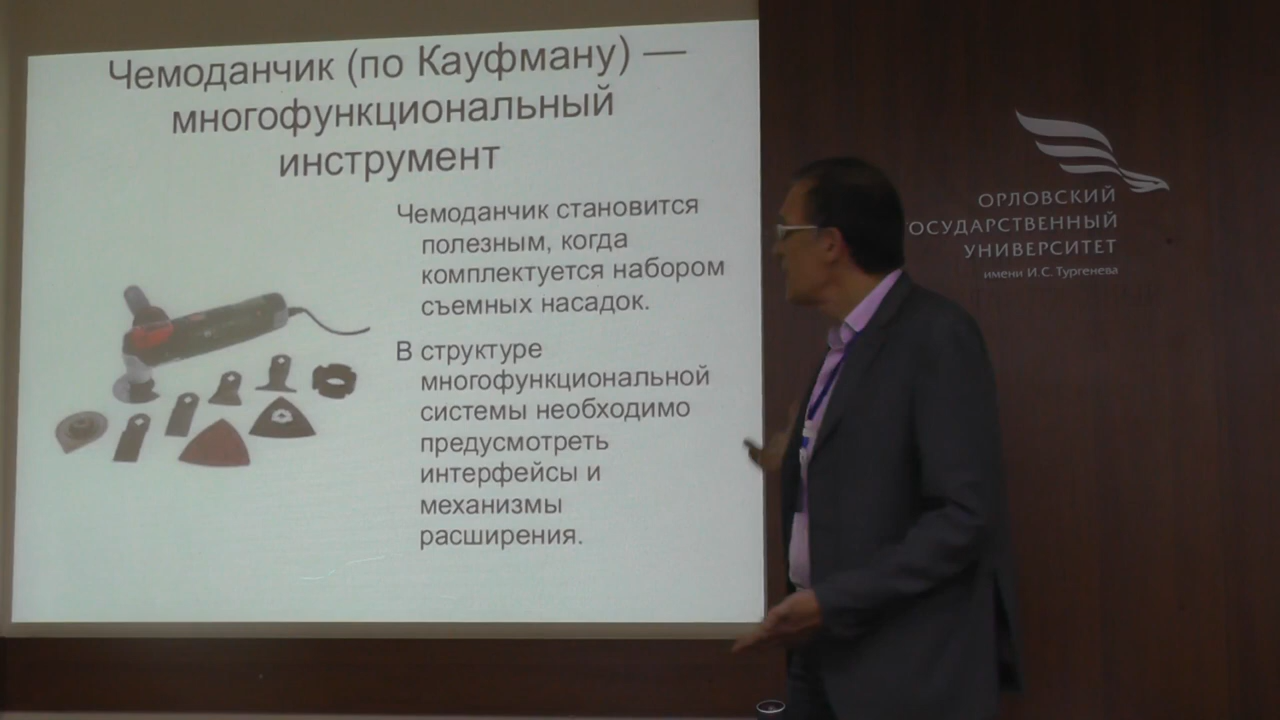 Чемоданчик (по Кауфману) —
многофункциональный
инструмент
Чемоданчик становится
полезным, когда
комплектуется набором
съемных насадок.
В структуре
многофункциональной
системы необходимо
предусмотреть
интерфейсы и
механизмы
расширения.
ОРЛОВСКИЙ
ГОСУДАРСТВЕННЫЙ
УНИВЕРСИТЕТ
имени И.С. Тургенева